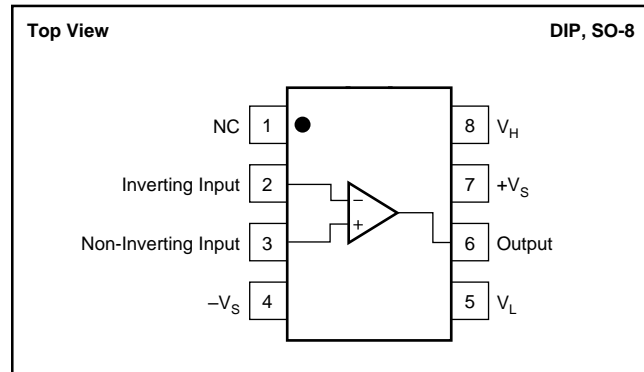 Top View DIP, SO-8
NC 1 8 V_H
Inverting Input 2 − 7 +V_S
Non-Inverting Input 3 + 6 Output
–V_S 4 5 V_L